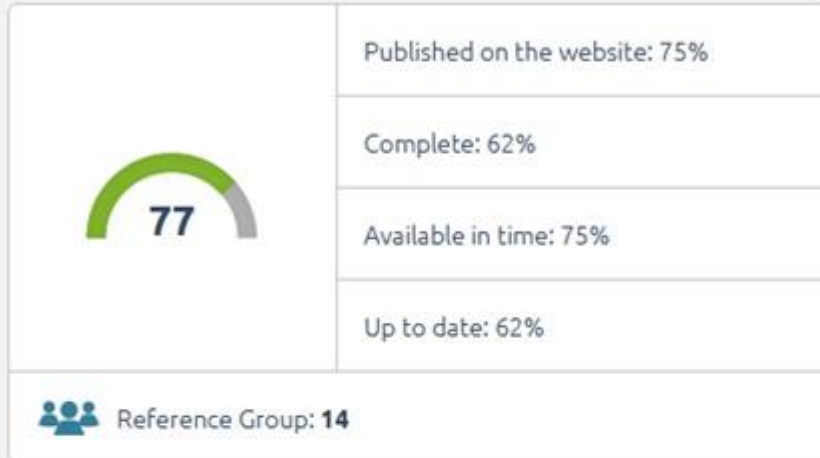 77
Published on the website: 75%
Complete: 62%
Available in time: 75%
Up to date: 62%
Reference Group: 14